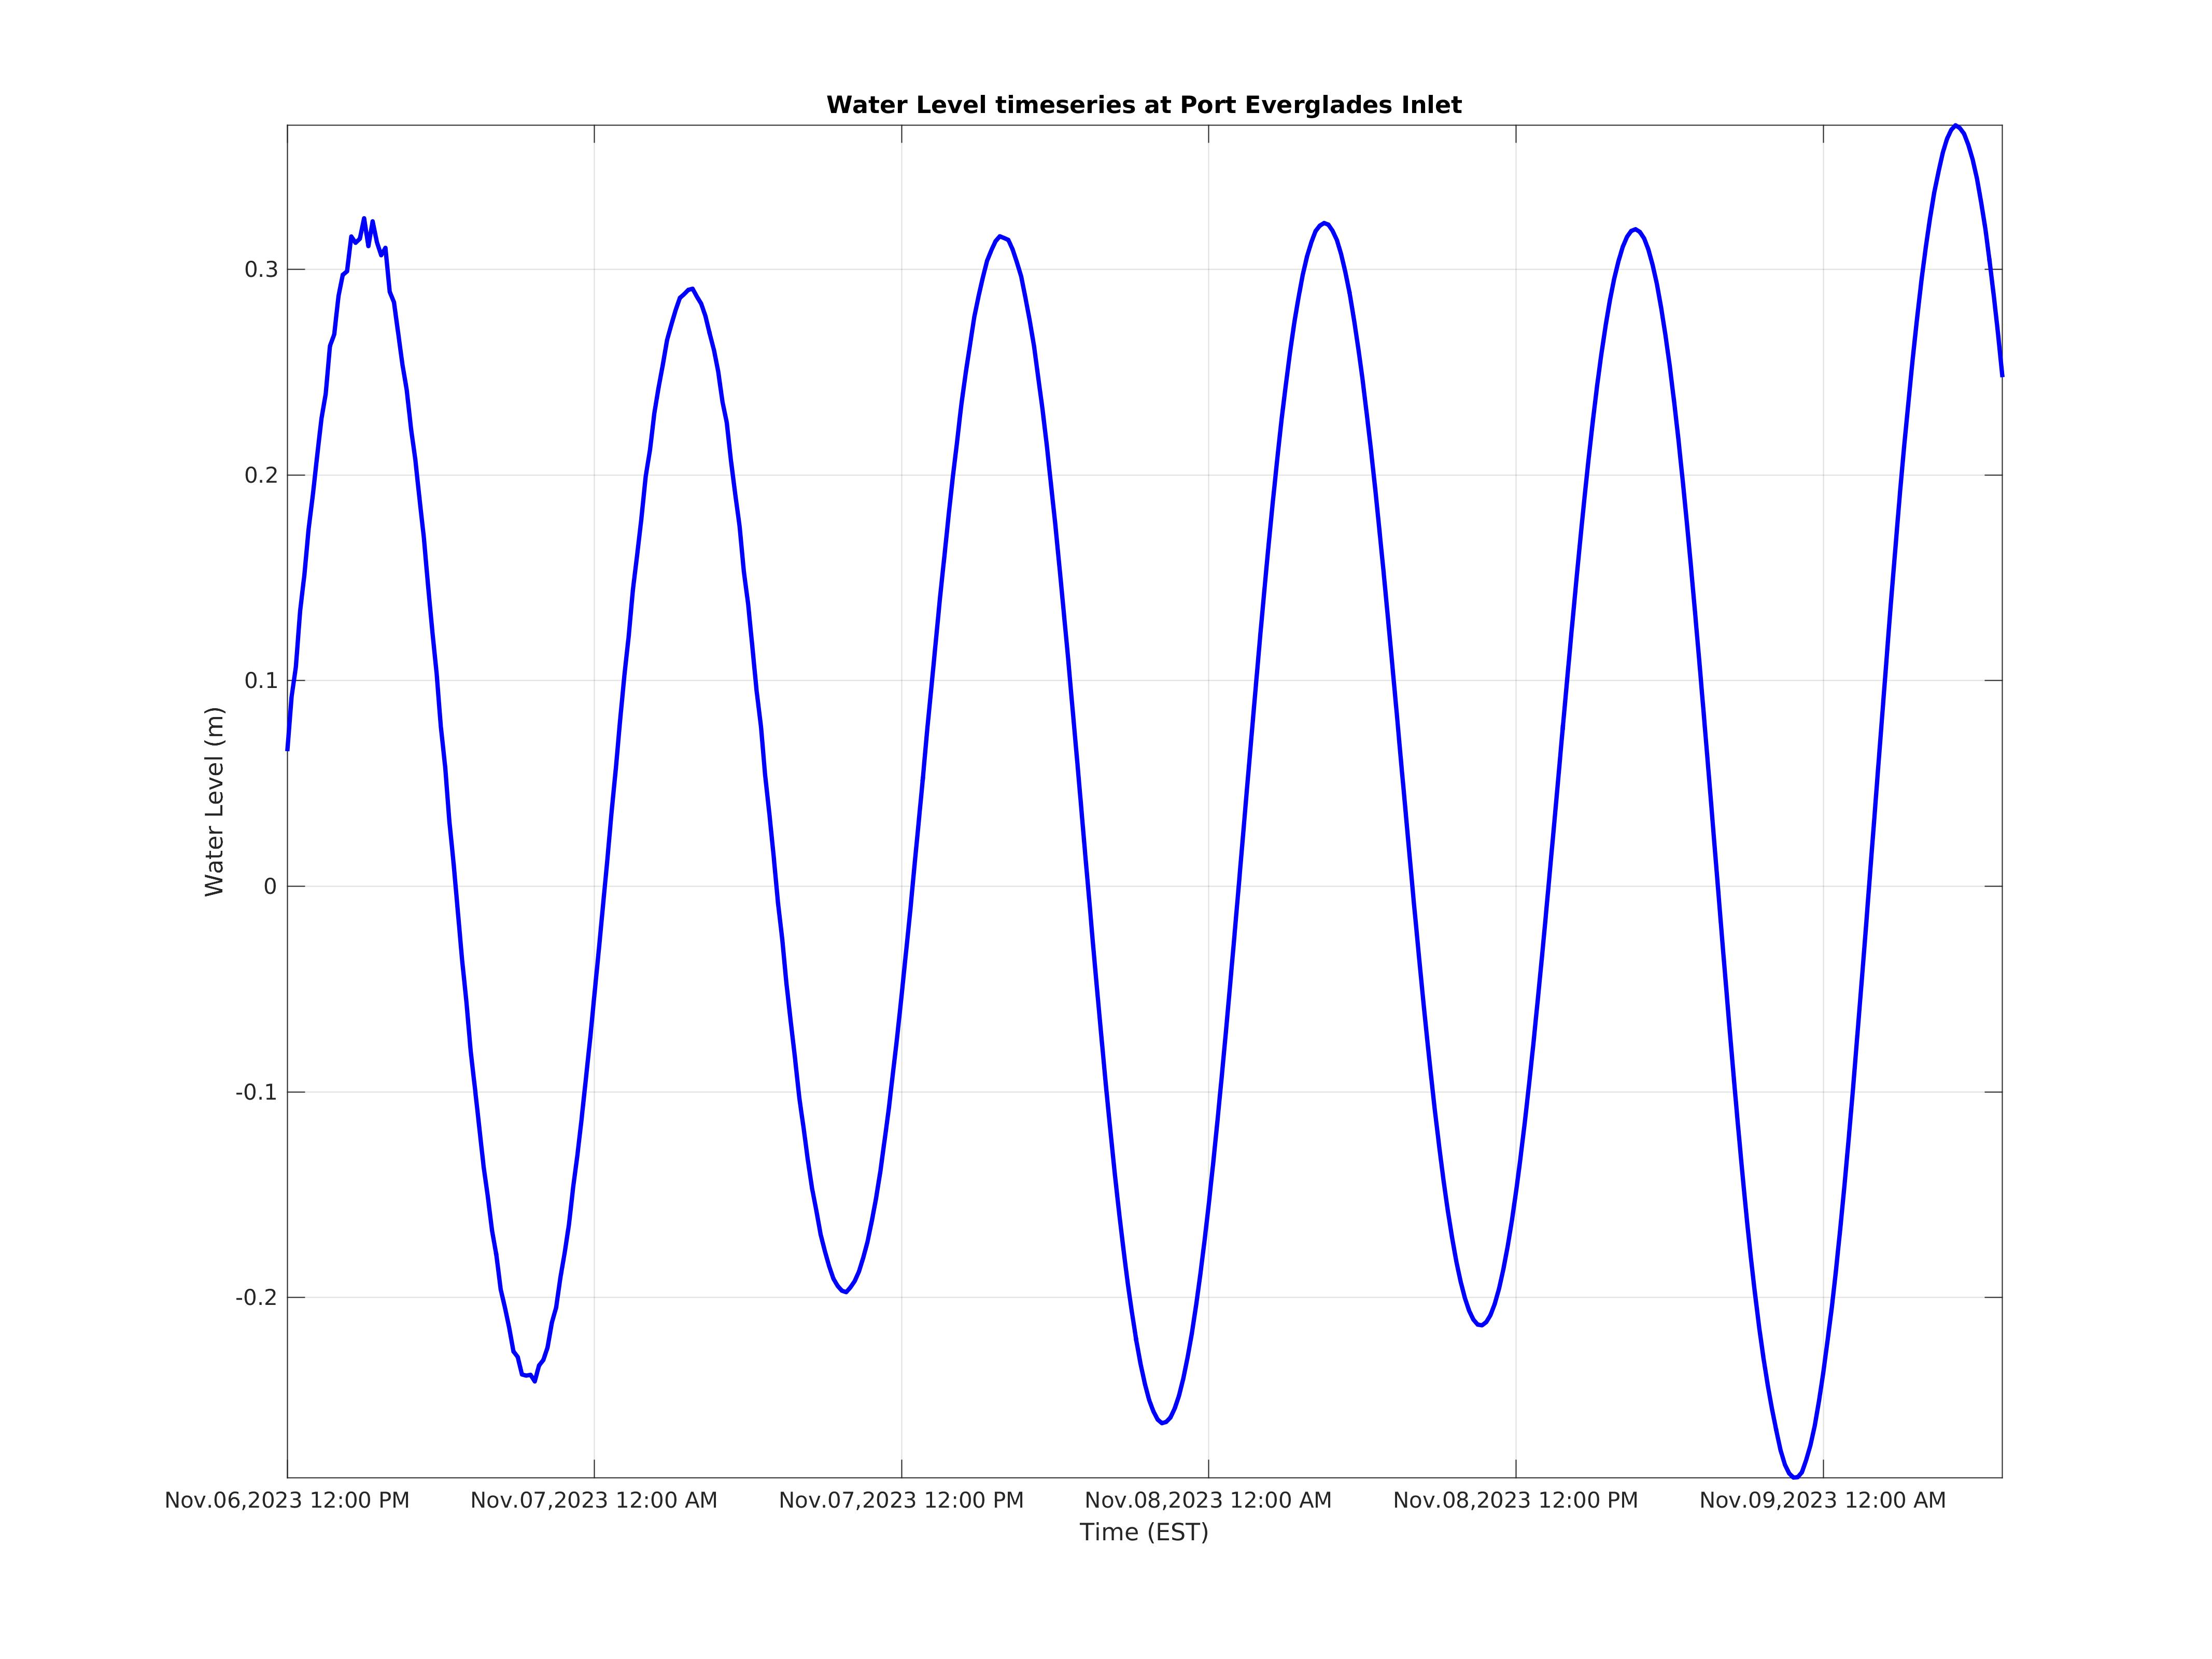 Water Level timeseries at Port Everglades Inlet
0.3
0.2
0.1
0
-0.1
-0.2
Water Level (m)
Nov.06,2023 12:00 PM
Nov.07,2023 12:00 AM
Nov.07,2023 12:00 PM
Nov.08,2023 12:00 AM
Nov.08,2023 12:00 PM
Nov.09,2023 12:00 AM
Time (EST)